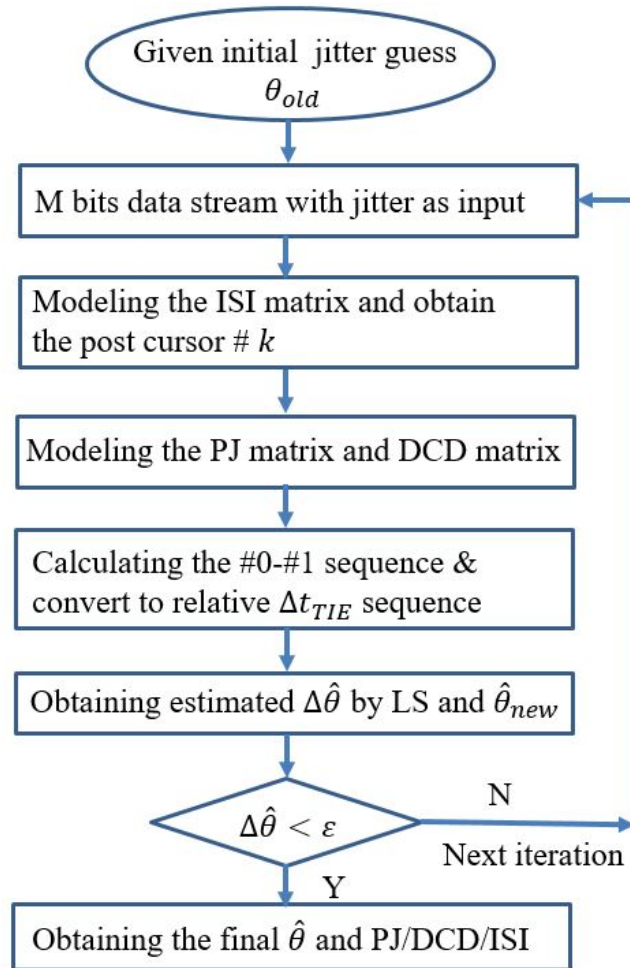 Given initial jitter guess
θ_old
M bits data stream with jitter as input
Modeling the ISI matrix and obtain
the post cursor # k
Modeling the PJ matrix and DCD matrix
Calculating the #0-#1 sequence &
convert to relative Δt_TIE sequence
Obtaining estimated Δθ̂ by LS and θ̂_new
Δθ̂ < ε
N
Next iteration
Y
Obtaining the final θ̂ and PJ/DCD/ISI